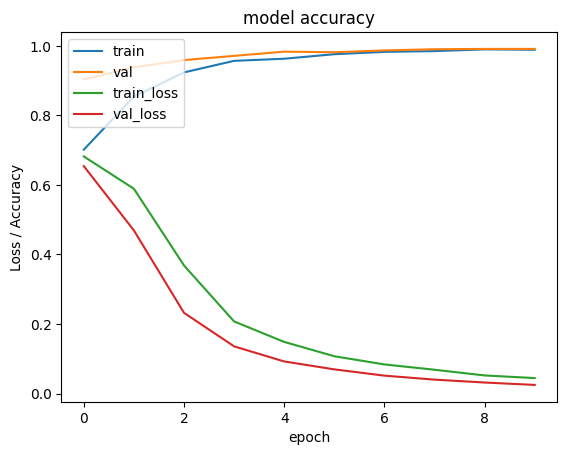 model accuracy
1.0
0.8
0.6
0.4
0.2
0.0
Loss / Accuracy
train
val
train_loss
val_loss
0 2 4 6 8
epoch